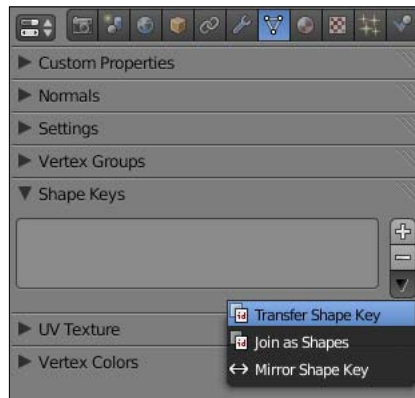 Custom Properties
Normals
Settings
Vertex Groups
Shape Keys
Transfer Shape Key
UV Texture
Join as Shapes
Vertex Colors
Mirror Shape Key